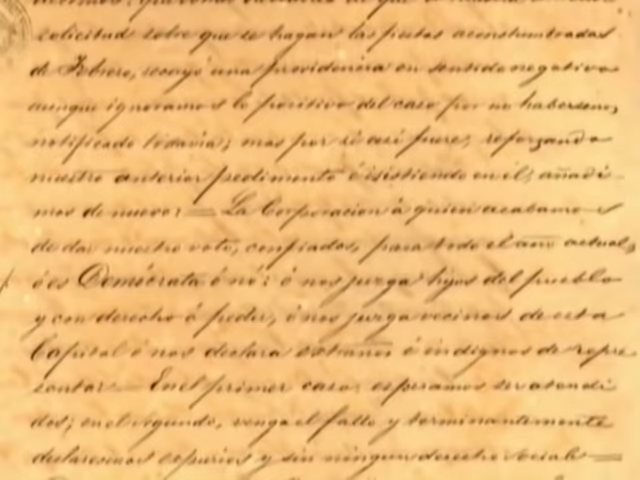 solicitud sobre que se hagan las fiestas acostumbradas
de Febrero, recayó una providencia en sentido negativo
aunque ignoramos lo positivo del caso por no habersenos
notificado todavia; mas por si asi fuere, reforzando
nuestro anterior pedimento é isistiendo en él, añadi-
mos de nuevo: = La Corporacion à quien acabamos
de dar nuestro voto, confiados, para todo el año actual,
ó es Demócrata ó nó: ó nos juzga hijos del pueblo
y con derecho á pedir, ó nos juzga vecinos de esta
Capital ó nos declara estraños é indignos de repre
sentar. En el primer caso, esperamos ser atendi
dos; en el segundo, venga el fallo y terminantemente
declaresenos espurios y sin ningun derecho social =